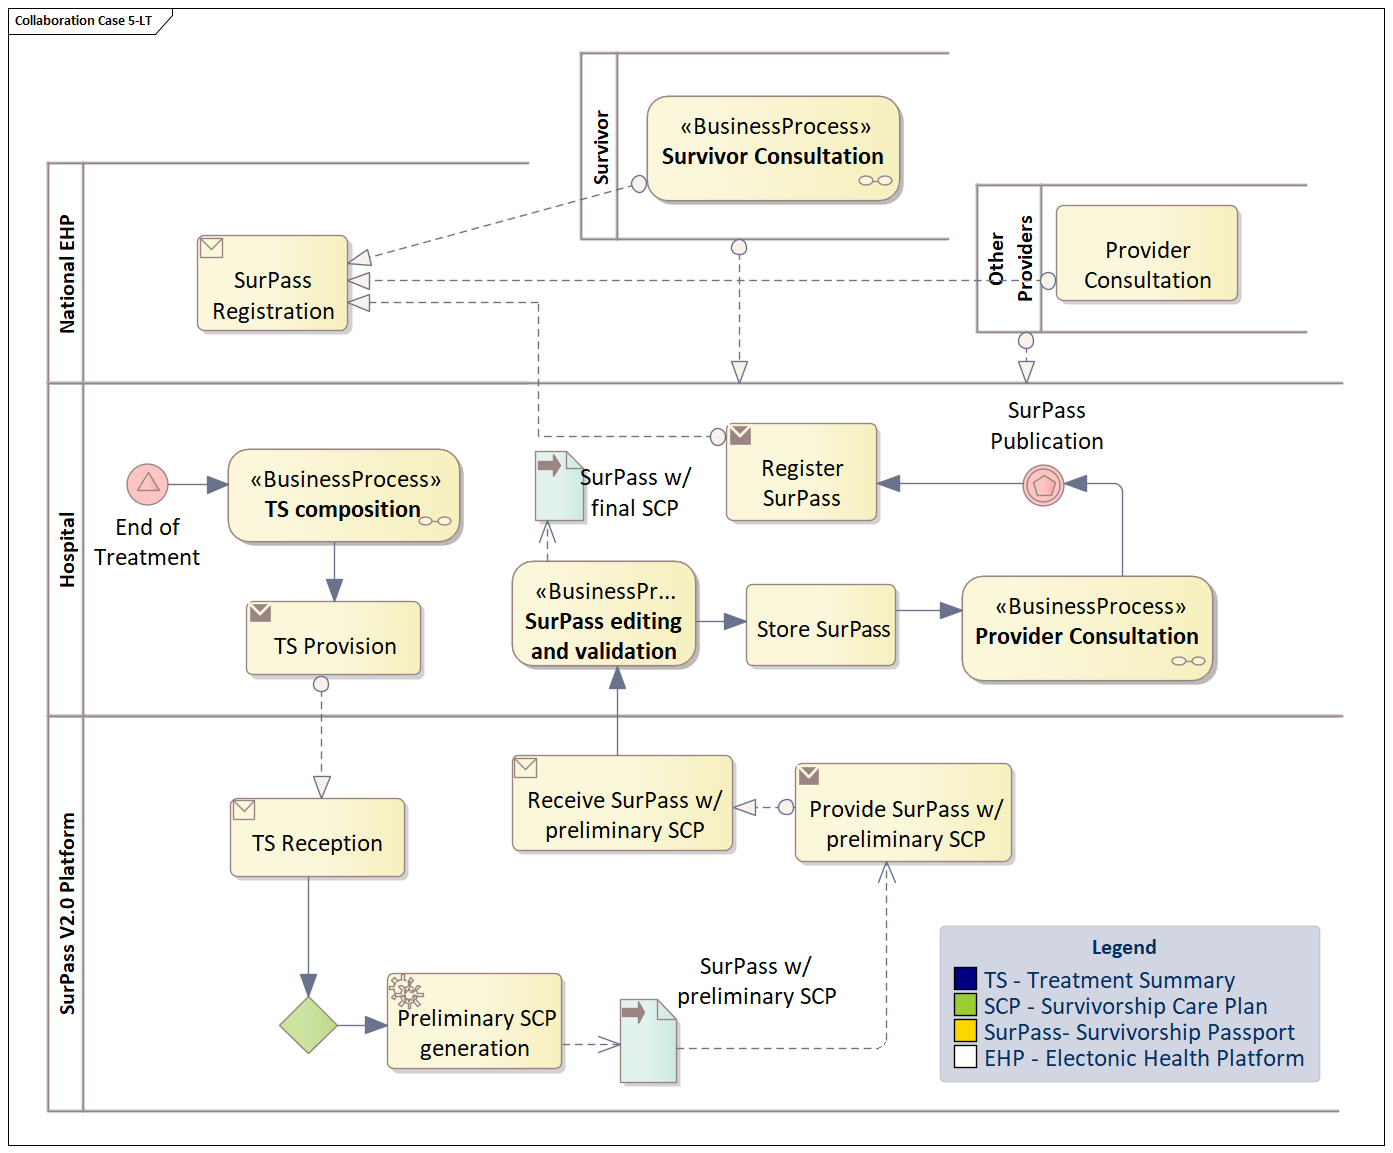 Collaboration Case 5-LT
Survivor
«BusinessProcess»
Survivor Consultation
National EHP
SurPass
Registration
Other
Providers
Provider
Consultation
Hospital
End of
Treatment
«BusinessProcess»
TS composition
TS Provision
SurPass w/
final SCP
Register
SurPass
SurPass
Publication
«BusinessPr...
SurPass editing
and validation
Store SurPass
«BusinessProcess»
Provider Consultation
SurPass V2.0 Platform
TS Reception
Receive SurPass w/
preliminary SCP
Provide SurPass w/
preliminary SCP
Preliminary SCP
generation
SurPass w/
preliminary SCP
Legend
TS - Treatment Summary
SCP - Survivorship Care Plan
SurPass- Survivorship Passport
EHP - Electonic Health Platform